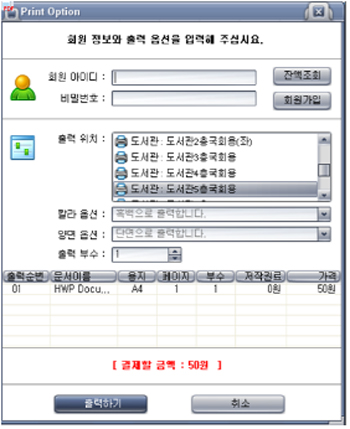 Print Option
회원 정보와 출력 옵션을 입력해 주십시요.
회원 아이디 :
잔액조회
비밀번호 :
회원가입
출력 위치 :
도서관 : 도서관2층국회용(좌)
도서관 : 도서관3층국회용
도서관 : 도서관4층국회용
도서관 : 도서관5층국회용
칼라 옵션 : 흑백으로 출력합니다.
양면 옵션 : 단면으로 출력합니다.
출력 부수 : 1
출력순번 문서이름 용지 페이지 부수 저작권료 가격
01 HWP Docu... A4 1 1 0원 50원
[ 결제할 금액 : 50원 ]
출력하기 취소